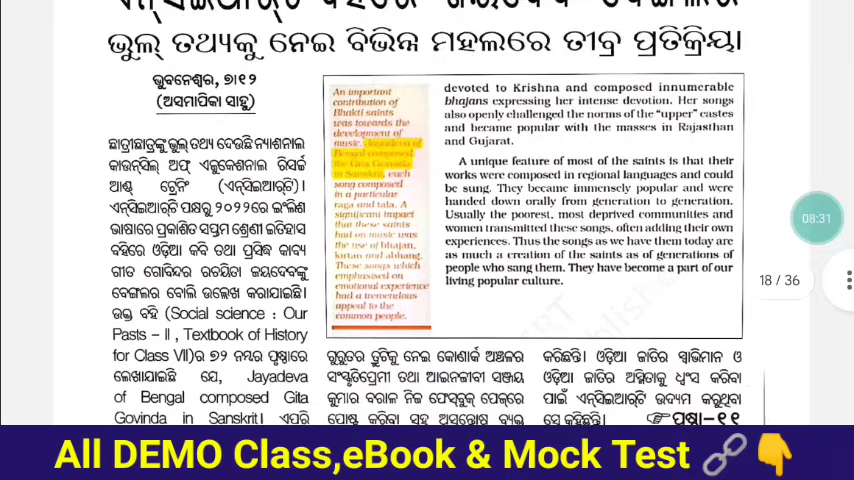 ଭୁଲ୍ ତଥ୍ୟକୁ ନେଇ ବିଭିନ୍ନ ମହଲରେ ତୀବ୍ର ପ୍ରତିକ୍ରିୟା
ଭୁବନେଶ୍ୱର, ୭।୧୨
(ଅସମାପିକା ସାହୁ)
ଛାତ୍ରୀଛାତ୍ରଙ୍କୁ ଭୁଲ୍ ତଥ୍ୟ ଦେଉଛି ନ୍ୟାଶନାଲ
କାଉନ୍‌ସିଲ୍ ଅଫ୍ ଏଜୁକେଶନାଲ ରିସର୍ଚ୍ଚ
ଆଣ୍ଡ ଟ୍ରେନିଂ (ଏନ୍‌ସିଇଆର୍‌ଟି)।
ଏନ୍‌ସିଇଆର୍‌ଟି ପକ୍ଷରୁ ୨୦୨୨ରେ ଇଂଲିଶ
ଭାଷାରେ ପ୍ରକାଶିତ ସପ୍ତମ ଶ୍ରେଣୀ ଇତିହାସ
ବହିରେ ଓଡ଼ିଆ କବି ତଥା ପ୍ରସିଦ୍ଧ କାବ୍ୟ
ଗୀତ ଗୋବିନ୍ଦର ରଚୟିତା ଜୟଦେବଙ୍କୁ
ବେଙ୍ଗଲର ବୋଲି ଉଲ୍ଲେଖ କରାଯାଇଛି।
ଉକ୍ତ ବହି (Social science : Our
Pasts – II , Textbook of History
for Class VII)ର ୭୨ ନମ୍ବର ପୃଷ୍ଠାରେ
ଲେଖାଯାଇଛି ଯେ, Jayadeva
of Bengal composed Gita
Govinda in Sanskrit। ଏପରି
An important
contribution of
Bhakti saints
was towards the
development of
music. Jayadeva of
Bengal composed
the Gita Govinda
in Sanskrit, each
song composed
in a particular
raga and tala. A
significant impact
that these saints
had on music was
the use of bhajan,
kirtan and abhang.
These songs which
emphasised on
emotional experience
had a tremendous
appeal to the
common people.
devoted to Krishna and composed innumerable
bhajans expressing her intense devotion. Her songs
also openly challenged the norms of the "upper" castes
and became popular with the masses in Rajasthan
and Gujarat.
A unique feature of most of the saints is that their
works were composed in regional languages and could
be sung. They became immensely popular and were
handed down orally from generation to generation.
Usually the poorest, most deprived communities and
women transmitted these songs, often adding their own
experiences. Thus the songs as we have them today are
as much a creation of the saints as of generations of
people who sang them. They have become a part of our
living popular culture.
ଗୁରୁତର ତ୍ରୁଟିକୁ ନେଇ କୋଣାର୍କ ଅଞ୍ଚଳର
ସଂସ୍କୃତିପ୍ରେମୀ ତଥା ଆଇନଜୀବୀ ସଞ୍ଜୟ
କୁମାର ବରାଳ ନିଜ ଫେସ୍‌ବୁକ୍ ପେଜ୍‌ରେ
ପୋଷ୍ଟ କରିବା ସହ ଅସନ୍ତୋଷ ବ୍ୟକ୍ତ
କରିଛନ୍ତି। ଓଡ଼ିଆ ଜାତିର ସ୍ୱାଭିମାନ ଓ
ଓଡ଼ିଆ ଜାତିର ଅସ୍ମିତାକୁ ଧ୍ୱଂସ କରିବା
ପାଇଁ ଏନ୍‌ସିଇଆର୍‌ଟି ଉଦ୍ୟମ କରୁଥିବା
ସେ କହିଛନ୍ତି। ପୃଷ୍ଠା-୧୧
08:31
18 / 36
All DEMO Class,eBook & Mock Test